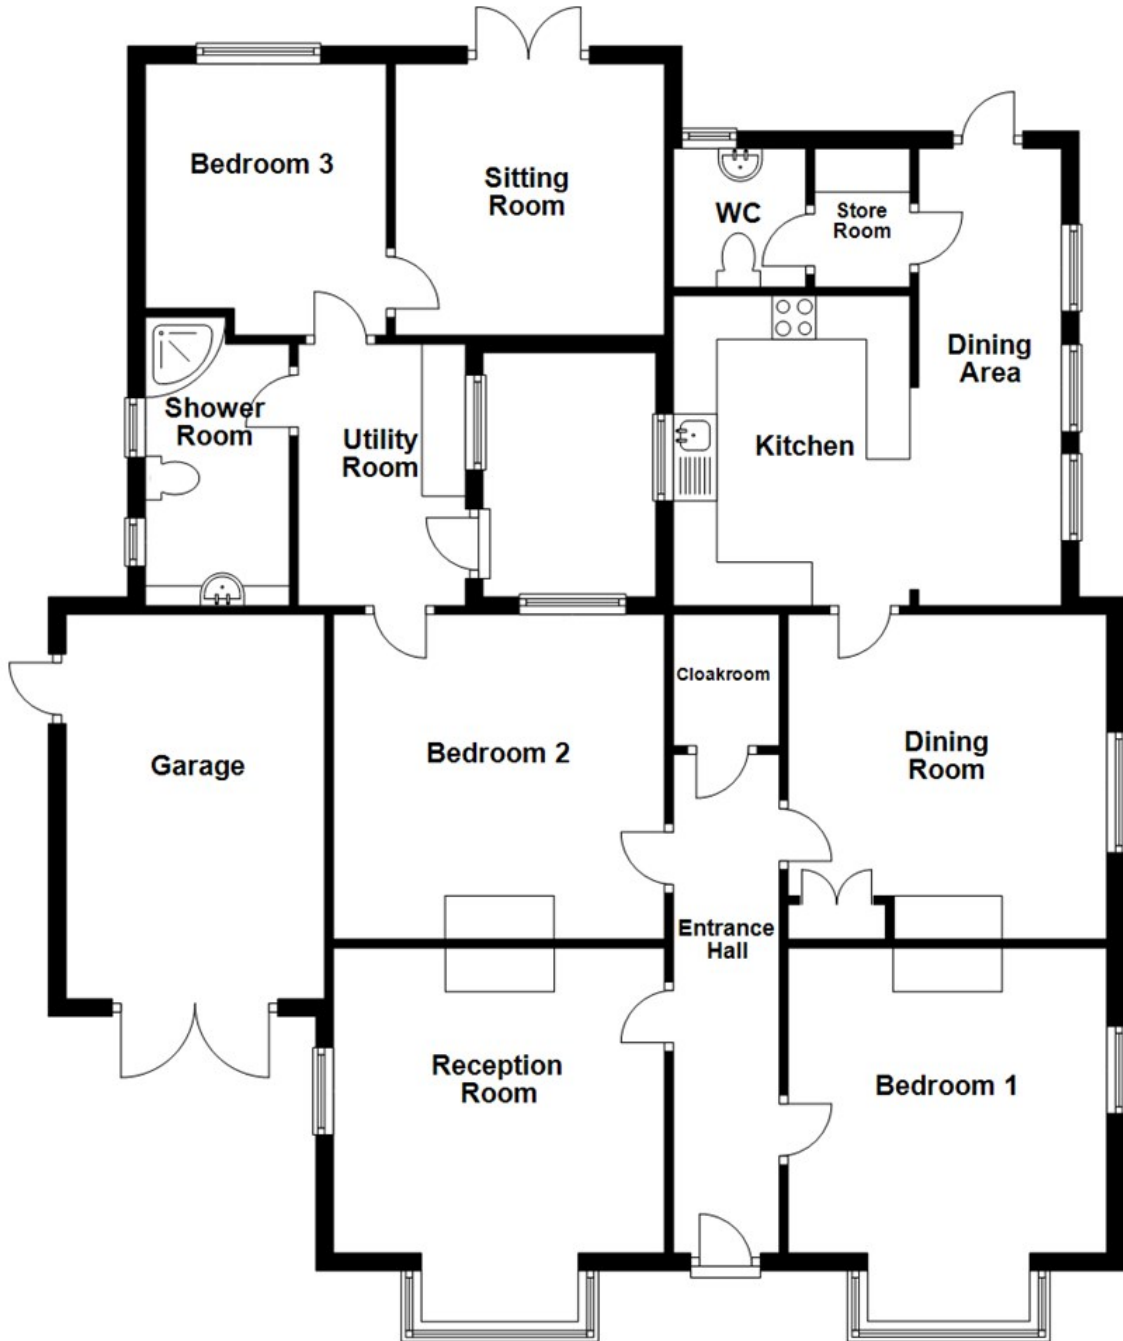 Bedroom 3
Sitting
Room
WC
Store
Room
Dining
Area
Shower
Room
Utility
Room
Kitchen
Cloakroom
Garage
Bedroom 2
Dining
Room
Entrance
Hall
Reception
Room
Bedroom 1